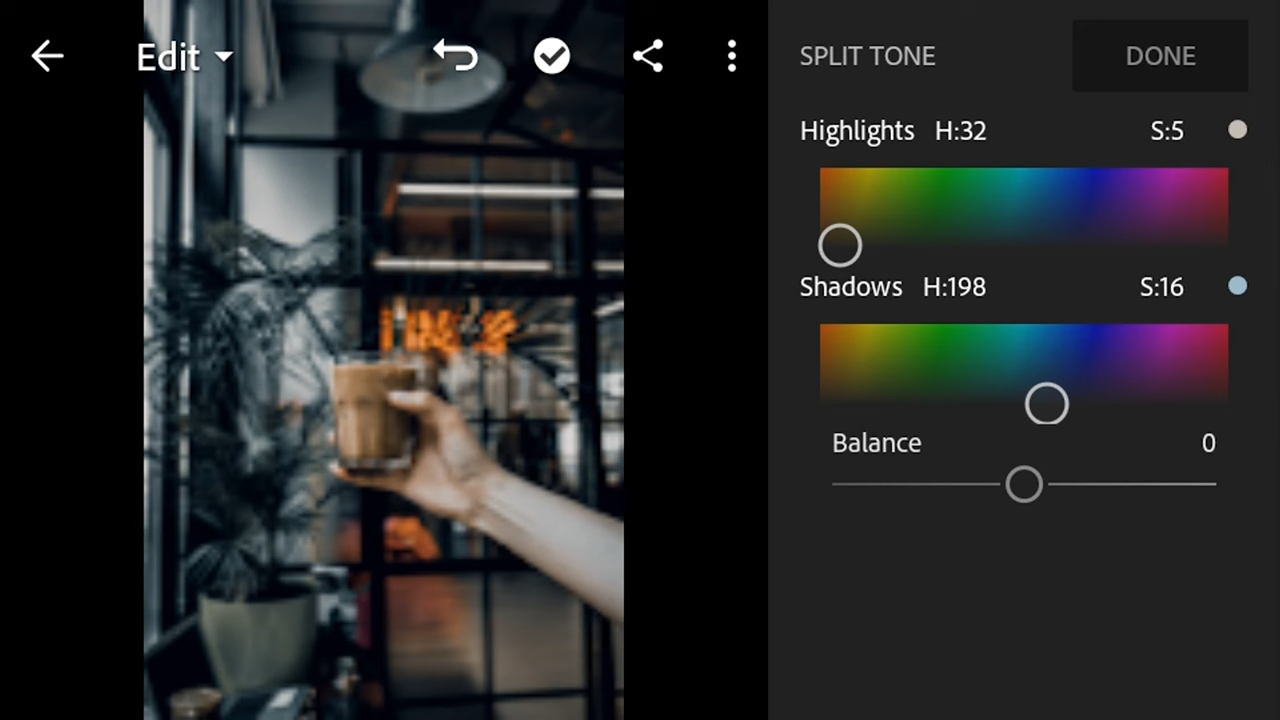 Edit
SPLIT TONE
DONE
Highlights H:32 S:5
Shadows H:198 S:16
Balance 0